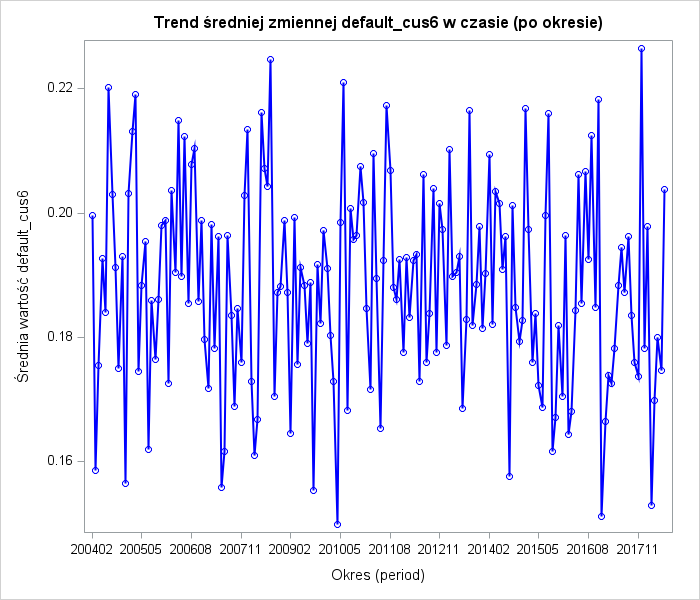 Trend średniej zmiennej default_cus6 w czasie (po okresie)
0.22
0.20
0.18
0.16
Średnia wartość default_cus6
200402 200505 200608 200711 200902 201005 201108 201211 201402 201505 201608 201711
Okres (period)